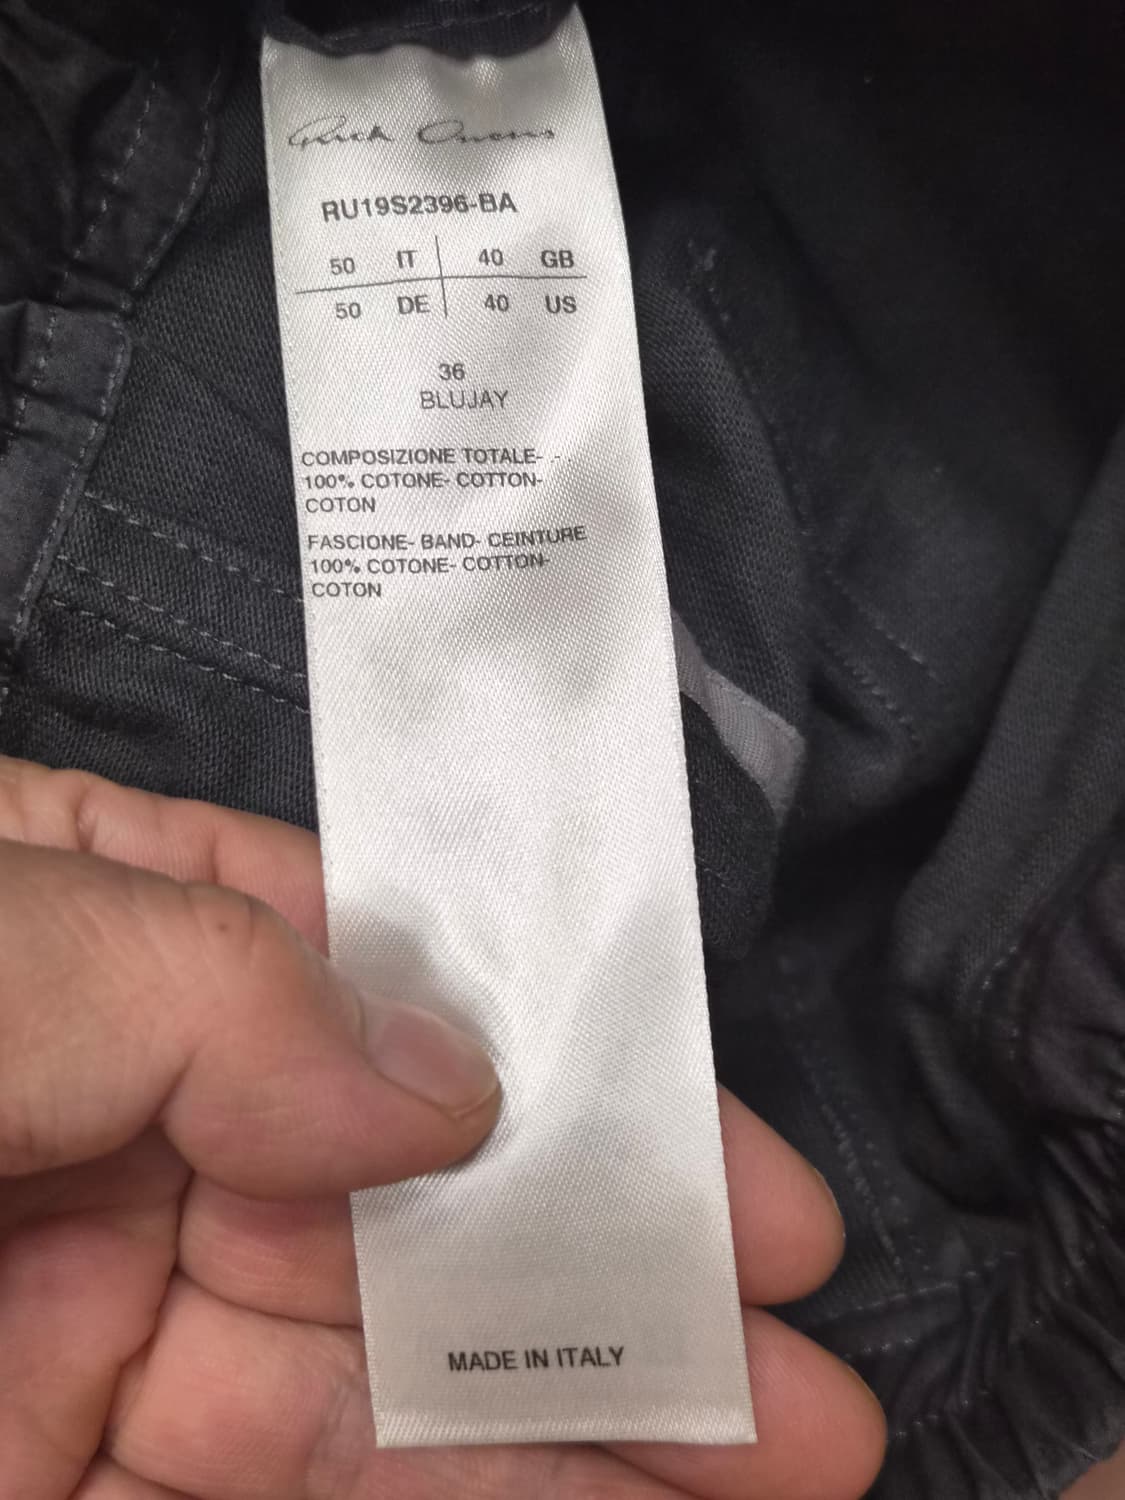 Rick Owens
RU19S2396-BA
50 IT 40 GB
50 DE 40 US
36
BLUJAY
COMPOSIZIONE TOTALE- -
100% COTONE- COTTON-
COTON
FASCIONE- BAND- CEINTURE
100% COTONE- COTTON-
COTON
MADE IN ITALY